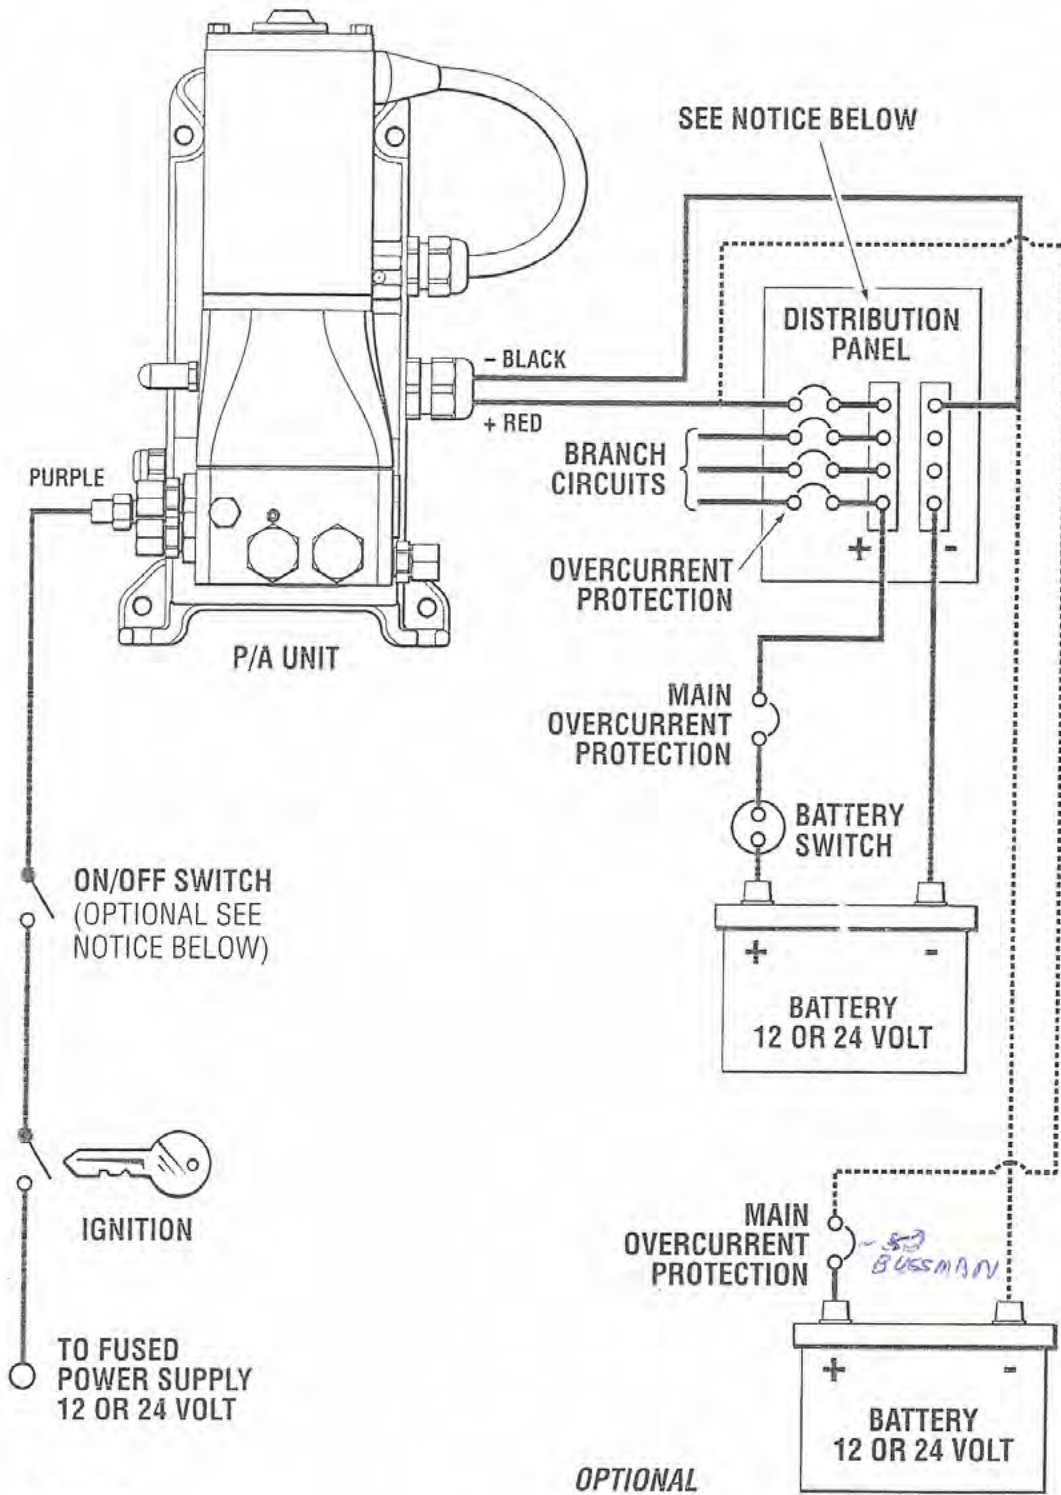 SEE NOTICE BELOW
DISTRIBUTION
PANEL
- BLACK
+ RED
BRANCH
CIRCUITS
PURPLE
+ -
OVERCURRENT
PROTECTION
P/A UNIT
MAIN
OVERCURRENT
PROTECTION
BATTERY
SWITCH
ON/OFF SWITCH
(OPTIONAL SEE
NOTICE BELOW)
+ -
BATTERY
12 OR 24 VOLT
IGNITION
MAIN
OVERCURRENT
PROTECTION
BUSSMAN
TO FUSED
POWER SUPPLY
12 OR 24 VOLT
+ -
BATTERY
12 OR 24 VOLT
OPTIONAL